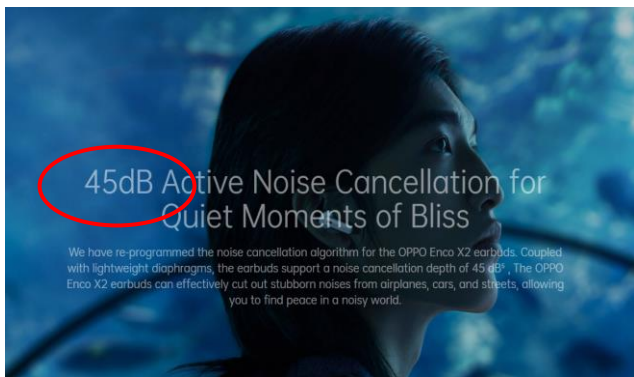 45dB Active Noise Cancellation for
Quiet Moments of Bliss
We have re-programmed the noise cancellation algorithm for the OPPO Enco X2 earbuds. Coupled
with lightweight diaphragms, the earbuds support a noise cancellation depth of 45 dB⁵ , The OPPO
Enco X2 earbuds can effectively cut out stubborn noises from airplanes, cars, and streets, allowing
you to find peace in a noisy world.